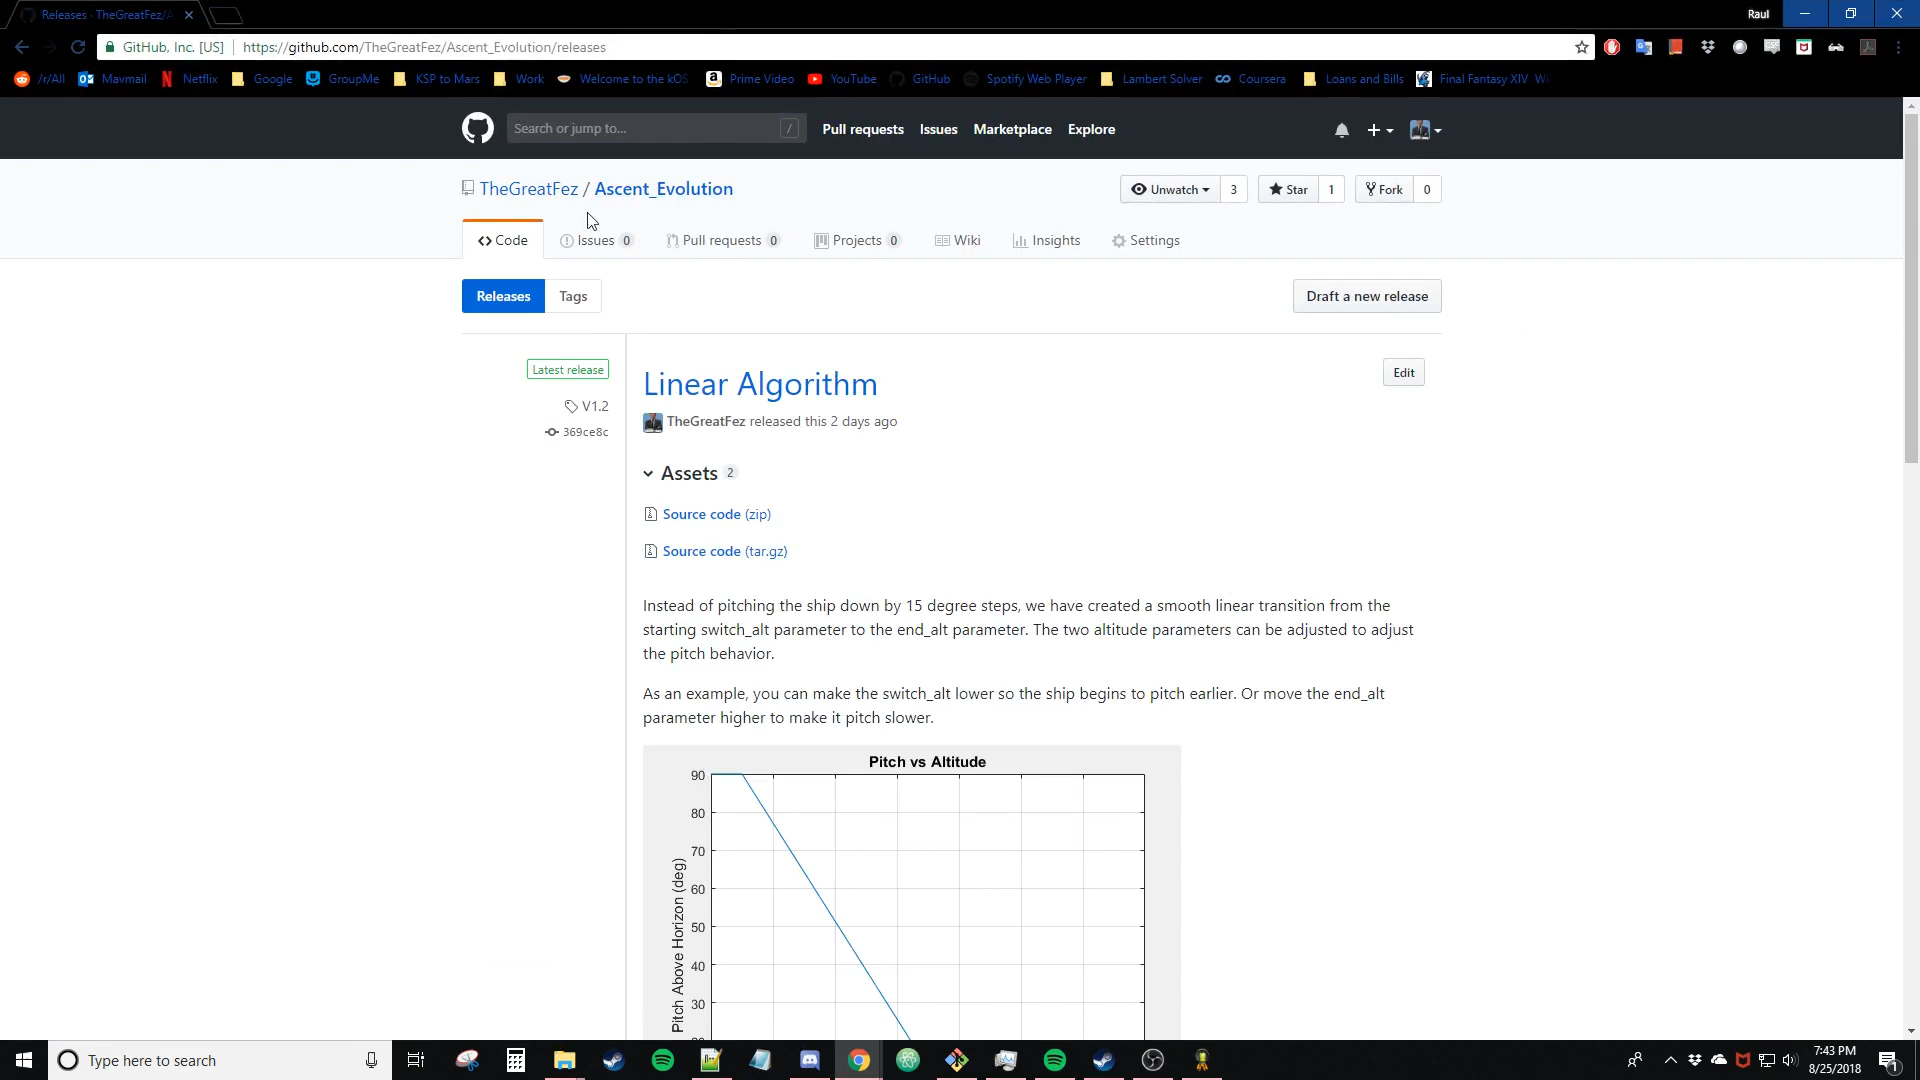 Releases · TheGreatFez/A
Raul
GitHub, Inc. [US] https://github.com/TheGreatFez/Ascent_Evolution/releases
/r/All Mavmail Netflix Google GroupMe KSP to Mars Work Welcome to the kOS Prime Video YouTube GitHub Spotify Web Player Lambert Solver Coursera Loans and Bills Final Fantasy XIV Wi
Search or jump to... / Pull requests Issues Marketplace Explore
TheGreatFez / Ascent_Evolution Unwatch 3 Star 1 Fork 0
Code Issues 0 Pull requests 0 Projects 0 Wiki Insights Settings
Releases Tags Draft a new release
Latest release
V1.2
369ce8c
Linear Algorithm Edit
TheGreatFez released this 2 days ago
Assets 2
Source code (zip)
Source code (tar.gz)
Instead of pitching the ship down by 15 degree steps, we have created a smooth linear transition from the
starting switch_alt parameter to the end_alt parameter. The two altitude parameters can be adjusted to adjust
the pitch behavior.
As an example, you can make the switch_alt lower so the ship begins to pitch earlier. Or move the end_alt
parameter higher to make it pitch slower.
Pitch vs Altitude
90
80
70
60
50
40
30
Pitch Above Horizon (deg)
Type here to search
7:43 PM
8/25/2018
1